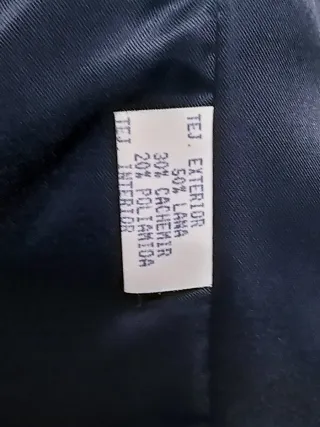 TEJ. EXTERIOR
50% LANA
30% CACHEMIR
20% POLIAMIDA
TEJ. INTERIOR